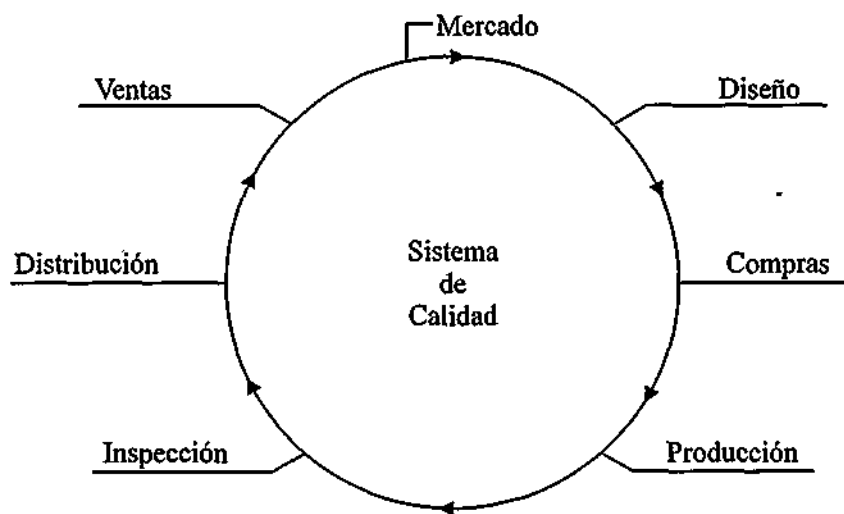 Mercado
Ventas
Diseño
Distribución
Sistema
de
Calidad
Compras
Inspección
Producción